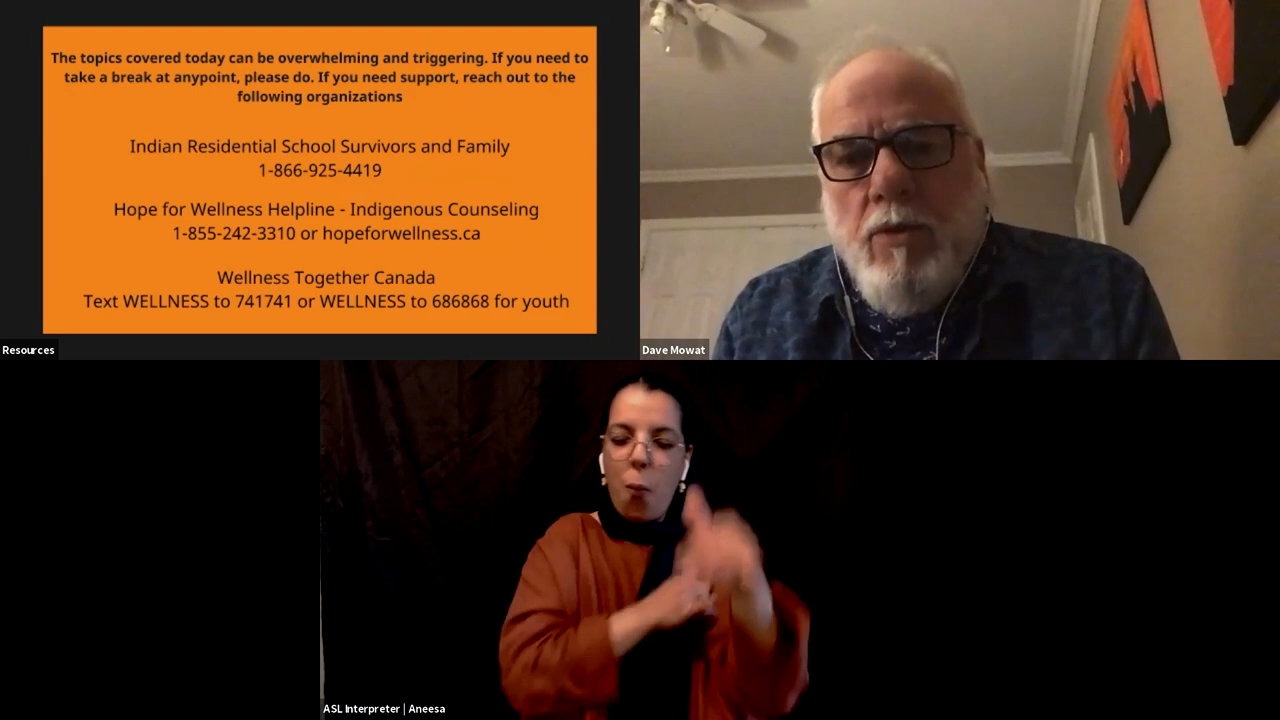 The topics covered today can be overwhelming and triggering. If you need to
take a break at anypoint, please do. If you need support, reach out to the
following organizations
Indian Residential School Survivors and Family
1-866-925-4419
Hope for Wellness Helpline - Indigenous Counseling
1-855-242-3310 or hopeforwellness.ca
Wellness Together Canada
Text WELLNESS to 741741 or WELLNESS to 686868 for youth
Resources
Dave Mowat
ASL Interpreter | Aneesa